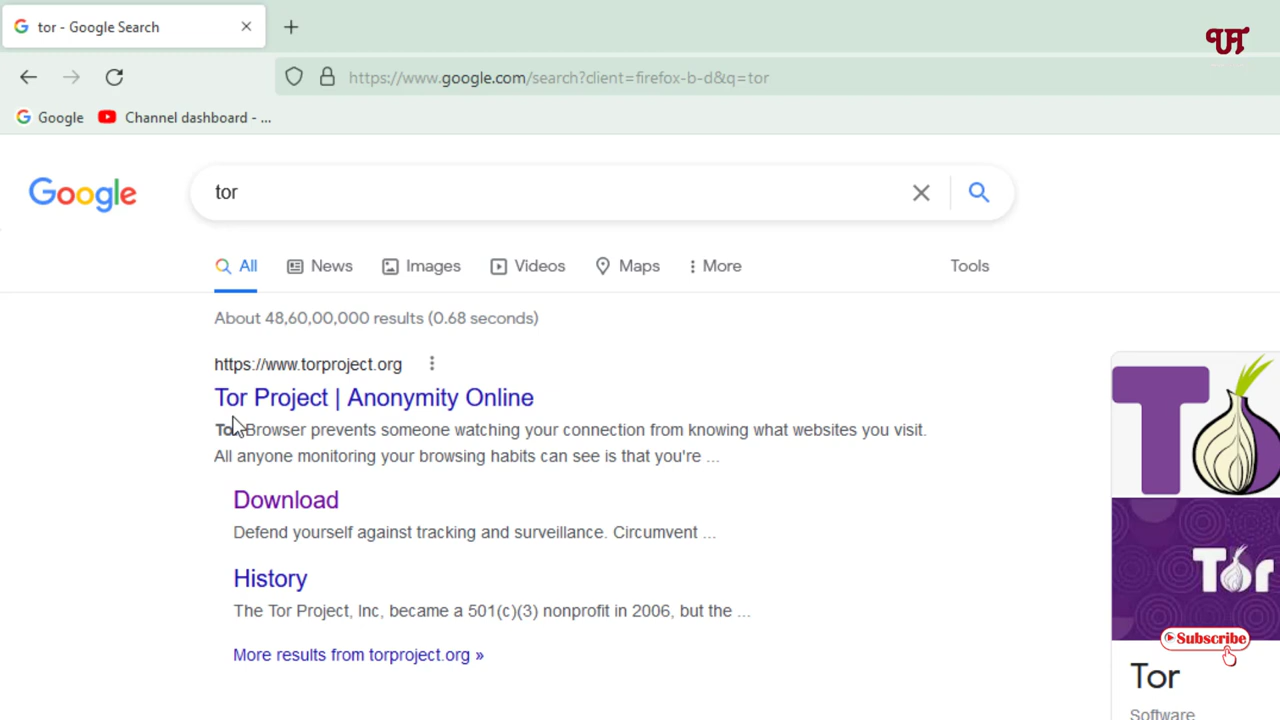 tor - Google Search
UA
https://www.google.com/search?client=firefox-b-d&q=tor
Google
Channel dashboard - ...
Google
tor
All
News
Images
Videos
Maps
More
Tools
About 48,60,00,000 results (0.68 seconds)
https://www.torproject.org
Tor Project | Anonymity Online
Tor Browser prevents someone watching your connection from knowing what websites you visit.
All anyone monitoring your browsing habits can see is that you're ...
Download
Defend yourself against tracking and surveillance. Circumvent ...
History
The Tor Project, Inc, became a 501(c)(3) nonprofit in 2006, but the ...
More results from torproject.org »
T
Tor
Subscribe
Tor
Software